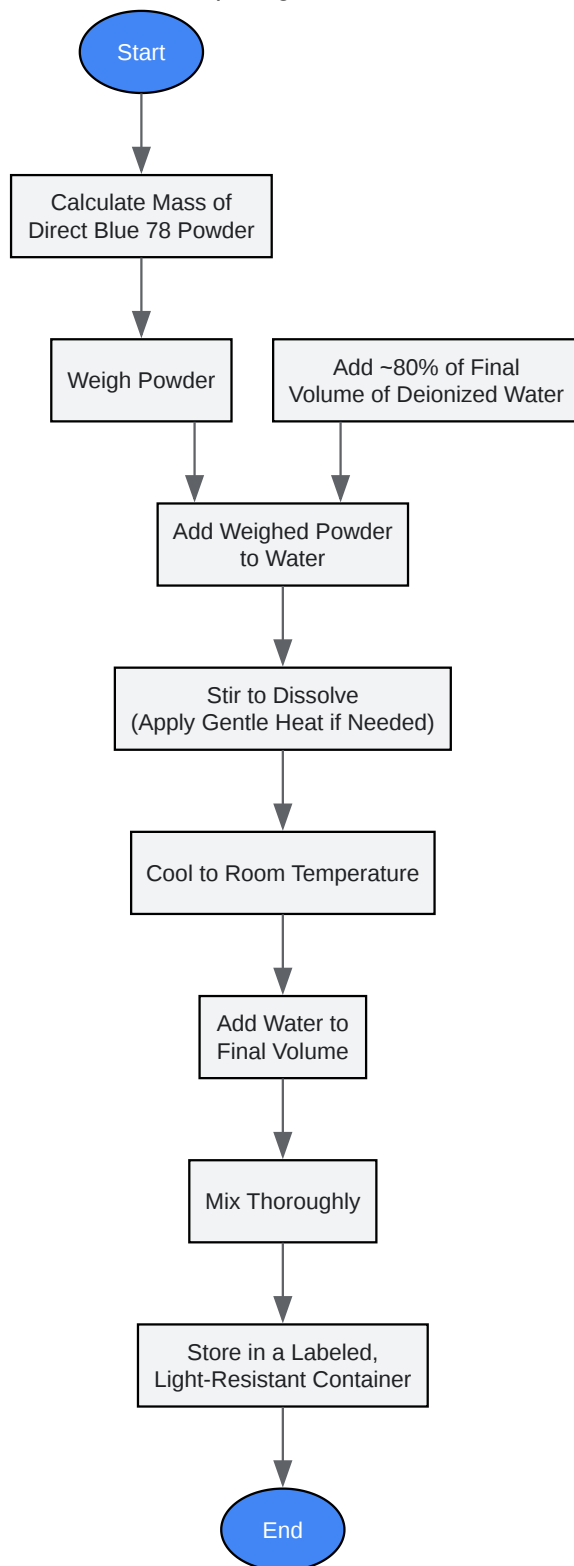 Start
Calculate Mass of
Direct Blue 78 Powder
Weigh Powder
Add ~80% of Final
Volume of Deionized Water
Add Weighed Powder
to Water
Stir to Dissolve
(Apply Gentle Heat if Needed)
Cool to Room Temperature
Add Water to
Final Volume
Mix Thoroughly
Store in a Labeled,
Light-Resistant Container
End